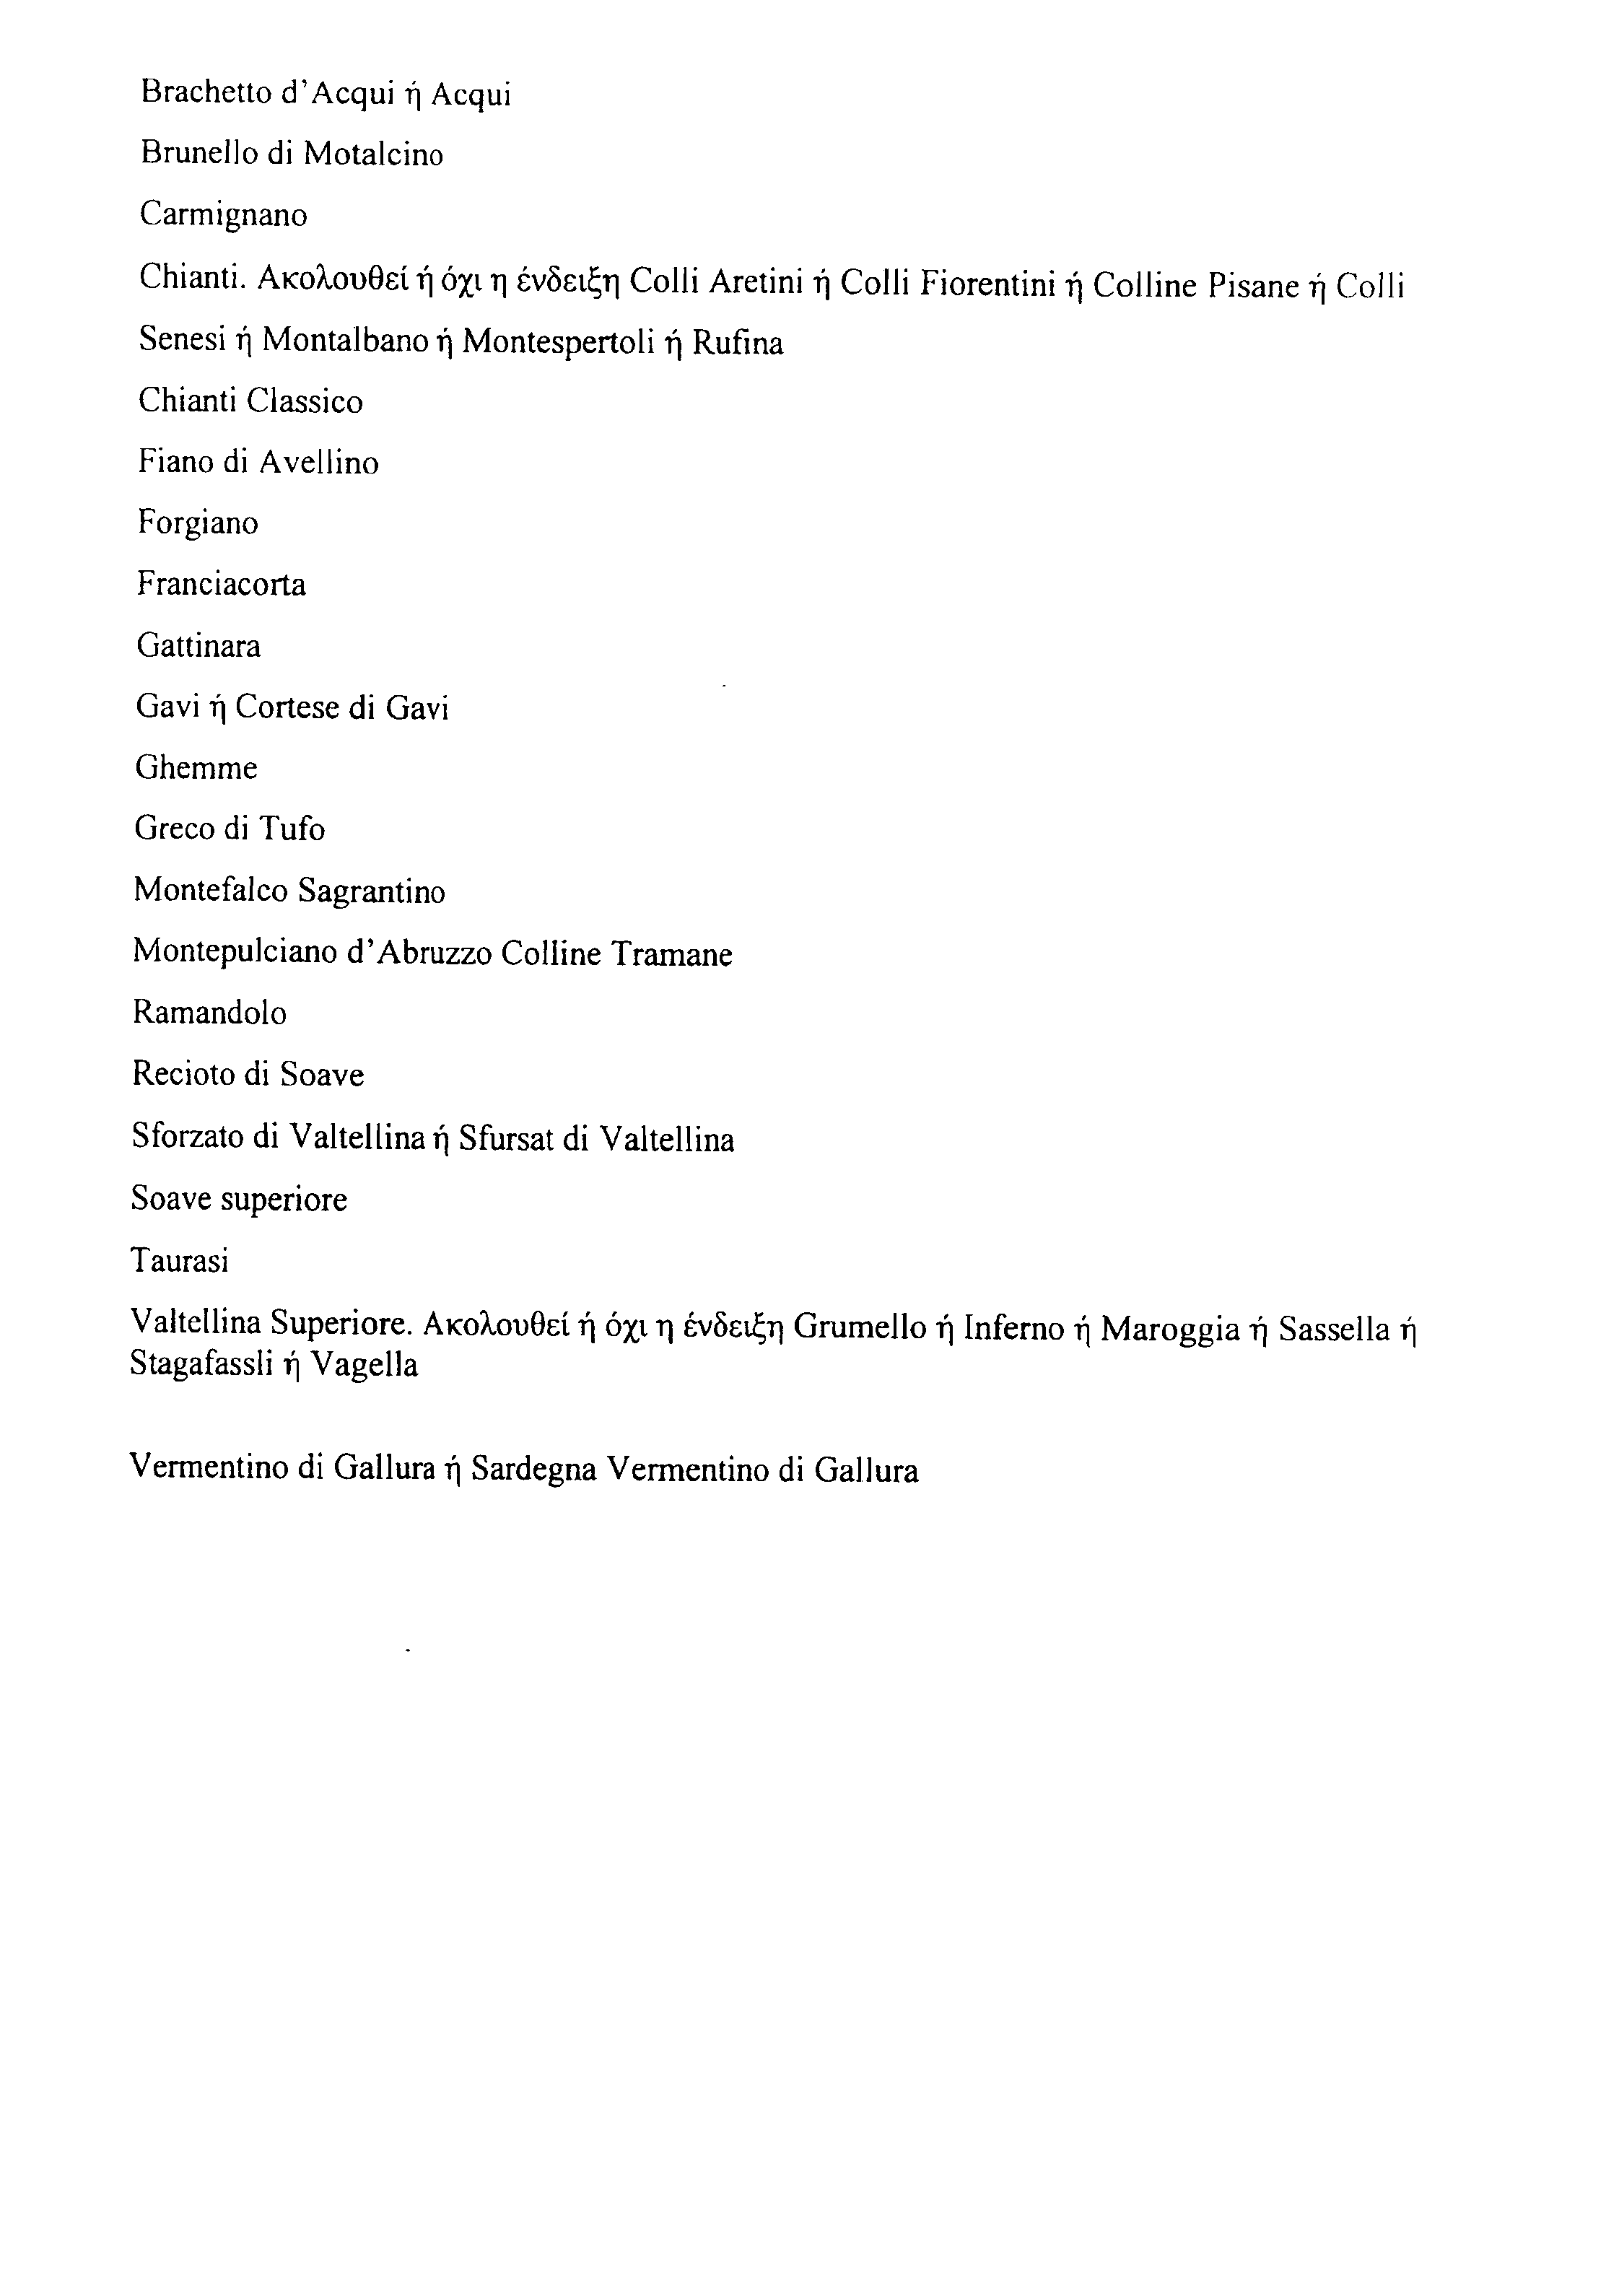 Brachetto d'Acqui ή Acqui
Brunello di Motalcino
Carmignano
Chianti. Ακολουθεί ή όχι η ένδειξη Colli Aretini ή Colli Fiorentini ή Colline Pisane ή Colli
Senesi ή Montalbano ή Montespertoli ή Rufina
Chianti Classico
Fiano di Avellino
Forgiano
Franciacorta
Gattinara
Gavi ή Cortese di Gavi
Ghemme
Greco di Tufo
Montefalco Sagrantino
Montepulciano d'Abruzzo Colline Tramane
Ramandolo
Recioto di Soave
Sforzato di Valtellina ή Sfursat di Valtellina
Soave superiore
Taurasi
Valtellina Superiore. Ακολουθεί ή όχι η ένδειξη Grumello ή Inferno ή Maroggia ή Sassella ή
Stagafassli ή Vagella
Vermentino di Gallura ή Sardegna Vermentino di Gallura